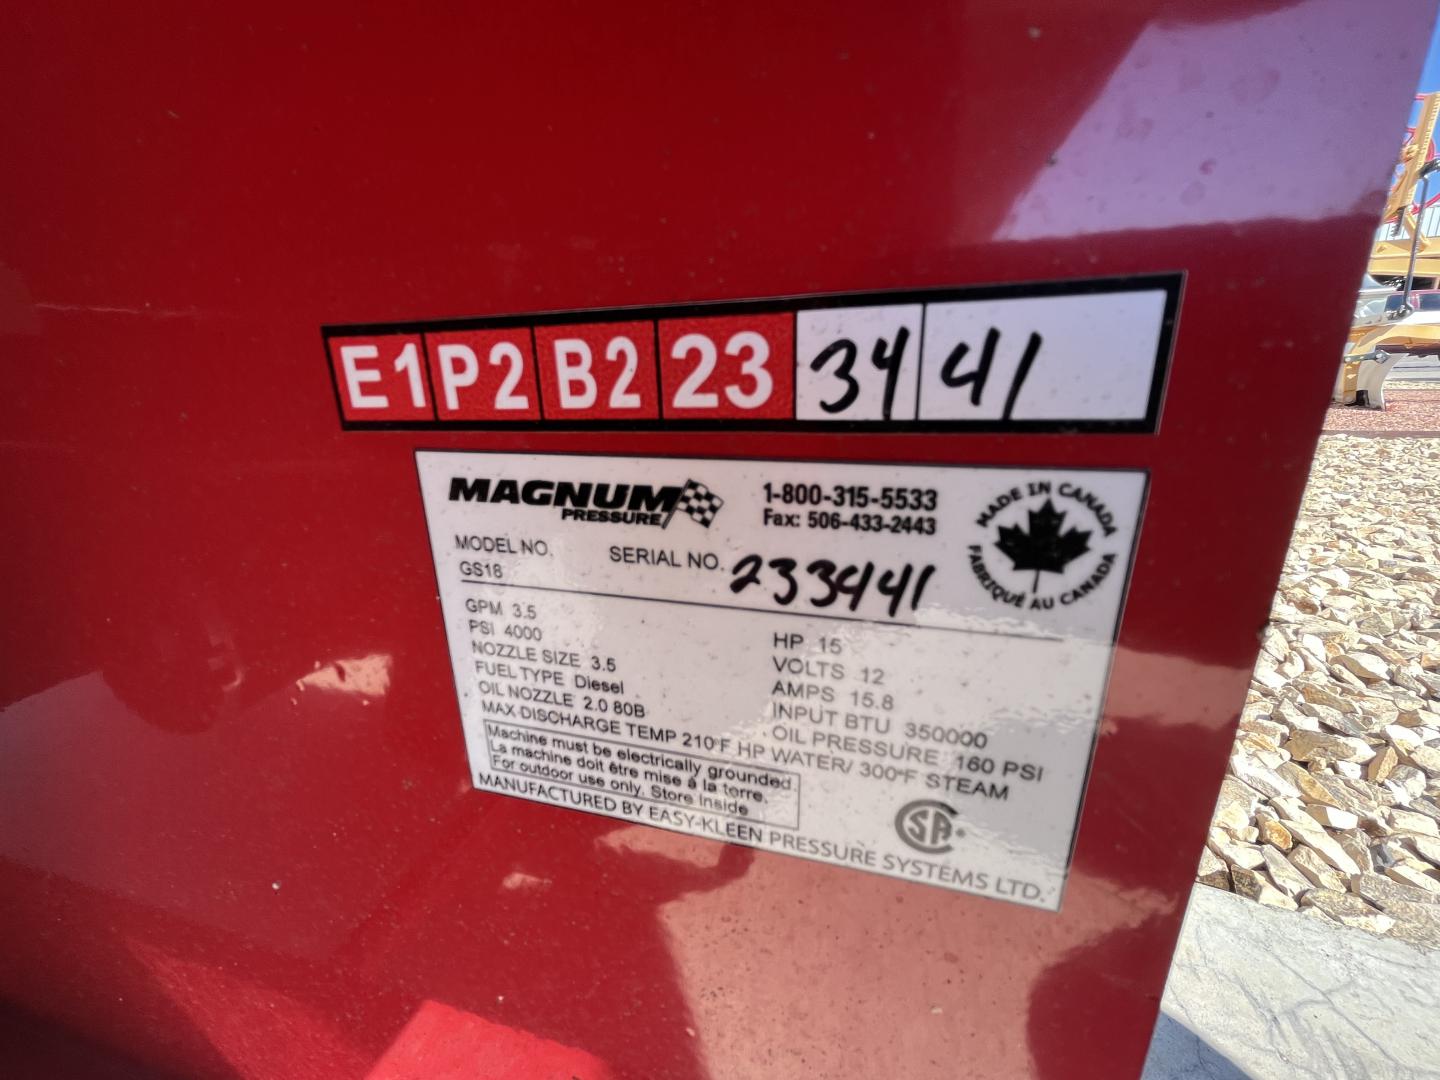 E1 P2 B2 23 34 41
MAGNUM
PRESSURE
1-800-315-5533
Fax: 506-433-2443
MADE IN CANADA
FABRIQUÉ AU CANADA
MODEL NO.
GS18
SERIAL NO. 233441
GPM 3.5
PSI 4000
NOZZLE SIZE 3.5
FUEL TYPE Diesel
OIL NOZZLE 2.0 80B
HP 15
VOLTS 12
AMPS 15.8
INPUT BTU 350000
OIL PRESSURE 160 PSI
MAX DISCHARGE TEMP 210°F HP WATER/ 300°F STEAM
Machine must be electrically grounded.
La machine doit être mise à la terre.
For outdoor use only. Store Inside
SA
MANUFACTURED BY EASY-KLEEN PRESSURE SYSTEMS LTD.